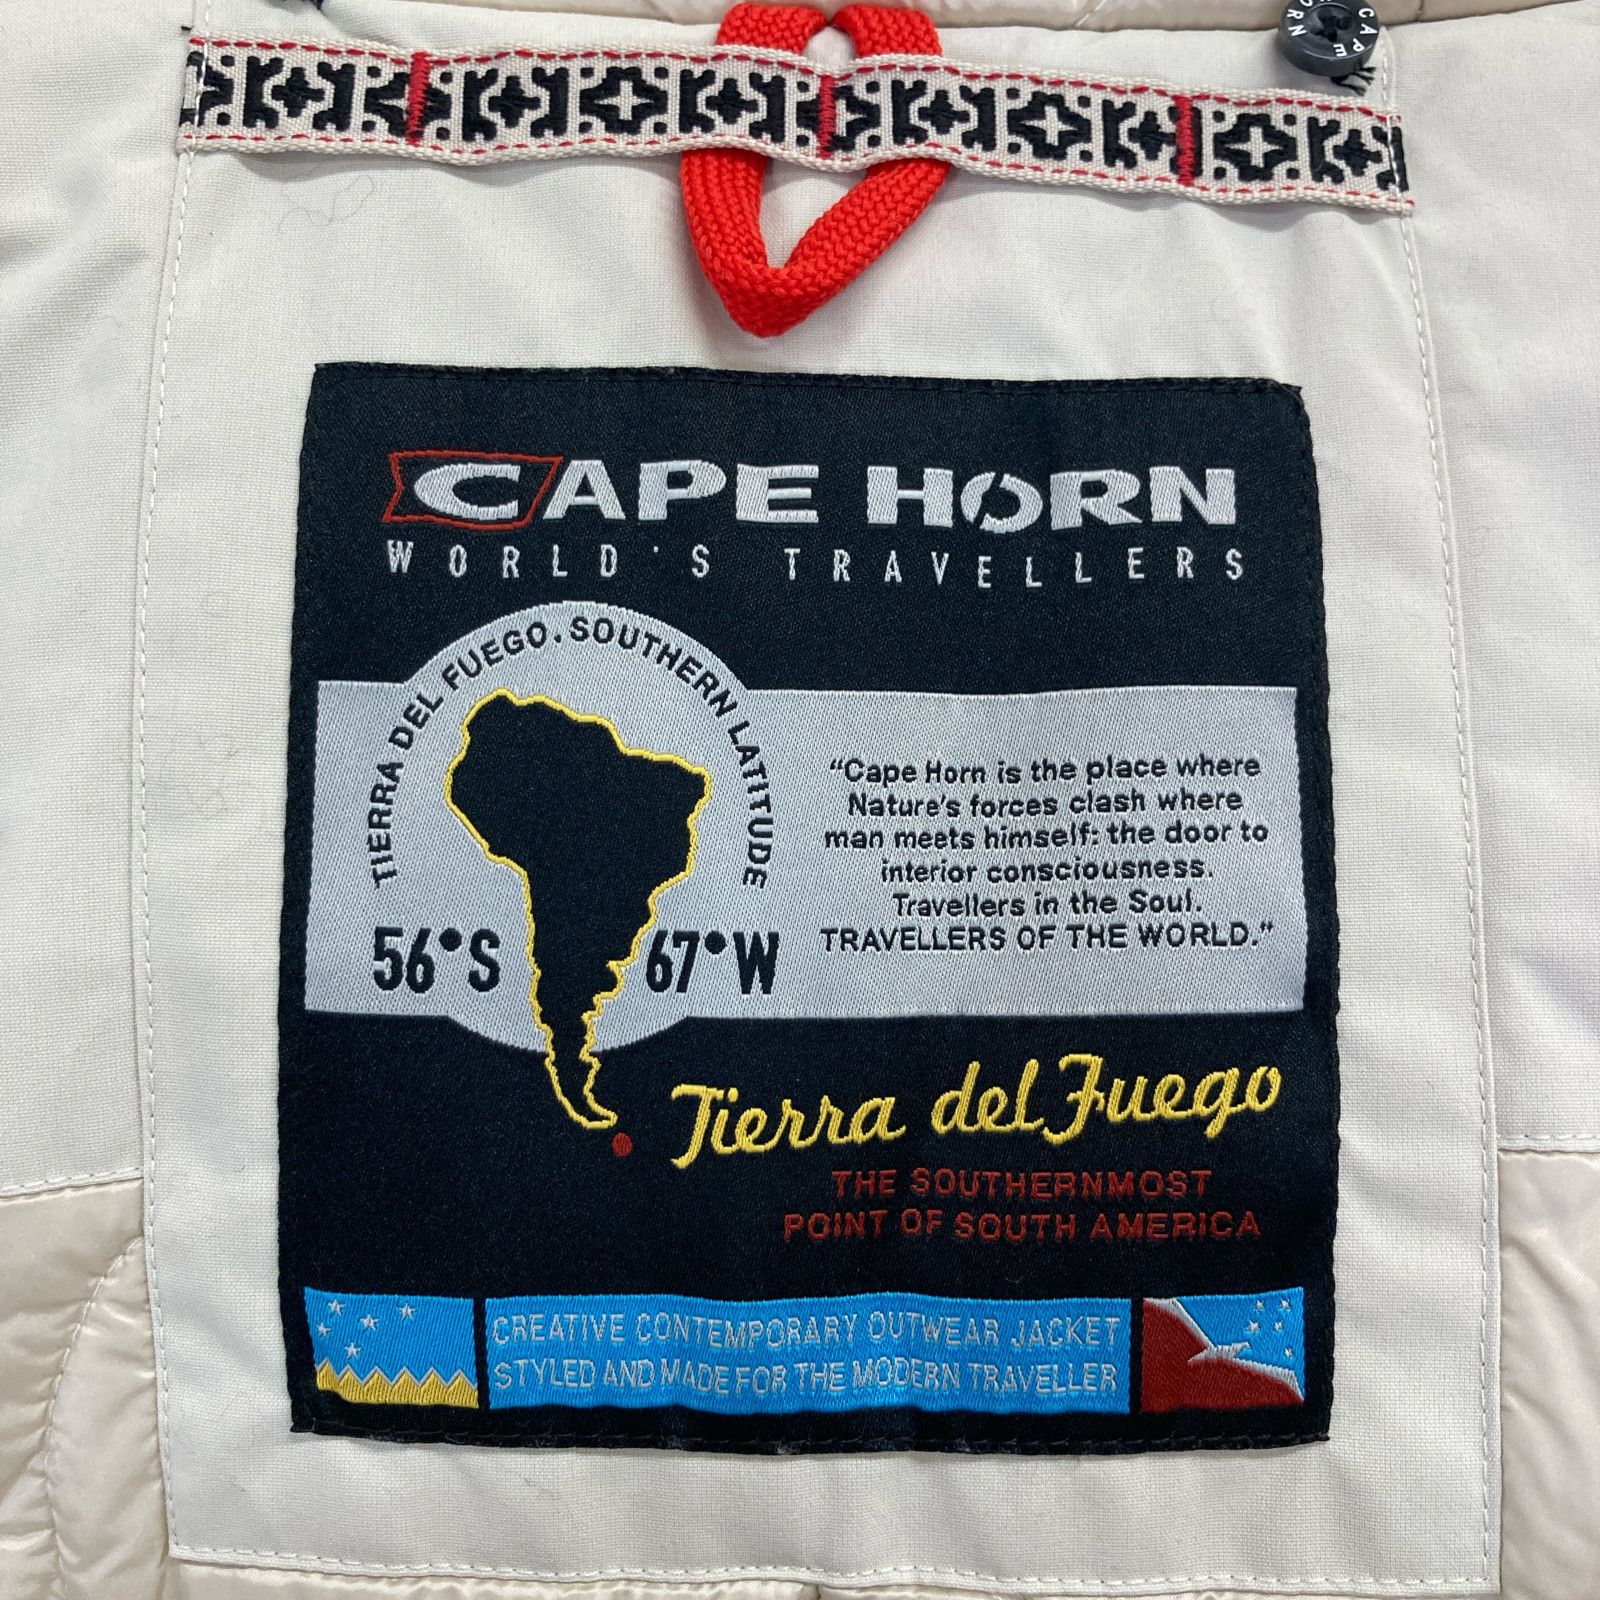 CAPE
HORN
CAPE HORN
WORLD'S TRAVELLERS
TIERRA DEL FUEGO. SOUTHERN LATITUDE
56°S 67°W
“Cape Horn is the place where
Nature's forces clash where
man meets himself: the door to
interior consciousness.
Travellers in the Soul.
TRAVELLERS OF THE WORLD.“
Tierra del Fuego
THE SOUTHERNMOST
POINT OF SOUTH AMERICA
CREATIVE CONTEMPORARY OUTWEAR JACKET
STYLED AND MADE FOR THE MODERN TRAVELLER